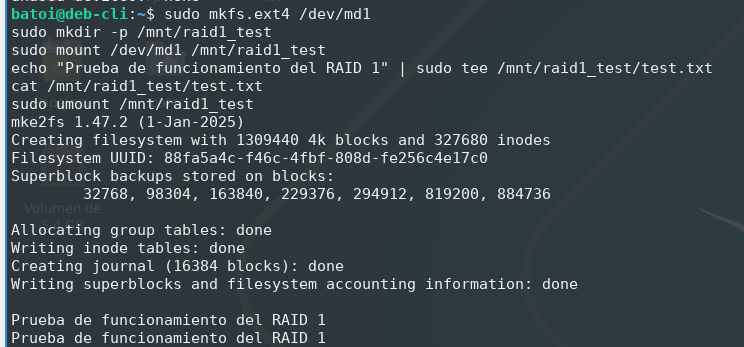 unused devices: none
batoi@deb-cli:~$ sudo mkfs.ext4 /dev/md1
sudo mkdir -p /mnt/raid1_test
sudo mount /dev/md1 /mnt/raid1_test
echo "Prueba de funcionamiento del RAID 1" | sudo tee /mnt/raid1_test/test.txt
cat /mnt/raid1_test/test.txt
sudo umount /mnt/raid1_test
mke2fs 1.47.2 (1-Jan-2025)
Creating filesystem with 1309440 4k blocks and 327680 inodes
Filesystem UUID: 88fa5a4c-f46c-4fbf-808d-fe256c4e17c0
Superblock backups stored on blocks:
32768, 98304, 163840, 229376, 294912, 819200, 884736
Volumen de
Allocating group tables: done
Writing inode tables: done
Creating journal (16384 blocks): done
Writing superblocks and filesystem accounting information: done
Prueba de funcionamiento del RAID 1
Prueba de funcionamiento del RAID 1